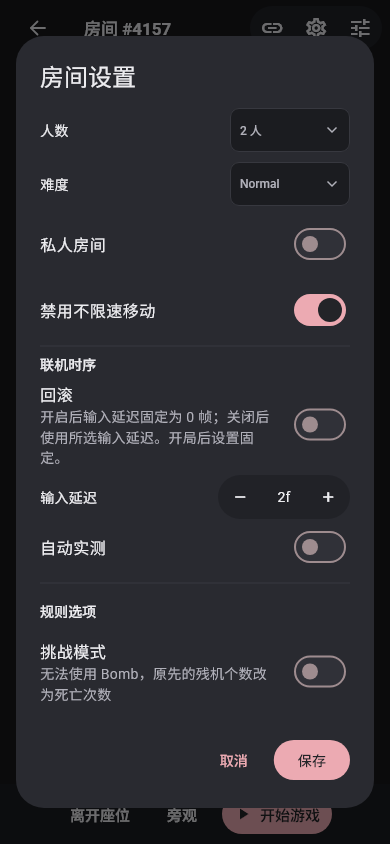 房间 #4157
房间设置
人数
2 人
难度
Normal
私人房间
禁用不限速移动
联机时序
回滚
开启后输入延迟固定为 0 帧；关闭后
使用所选输入延迟。开局后设置固
定。
输入延迟
2f
自动实测
规则选项
挑战模式
无法使用 Bomb，原先的残机个数改
为死亡次数
取消
保存
离开座位
旁观
开始游戏